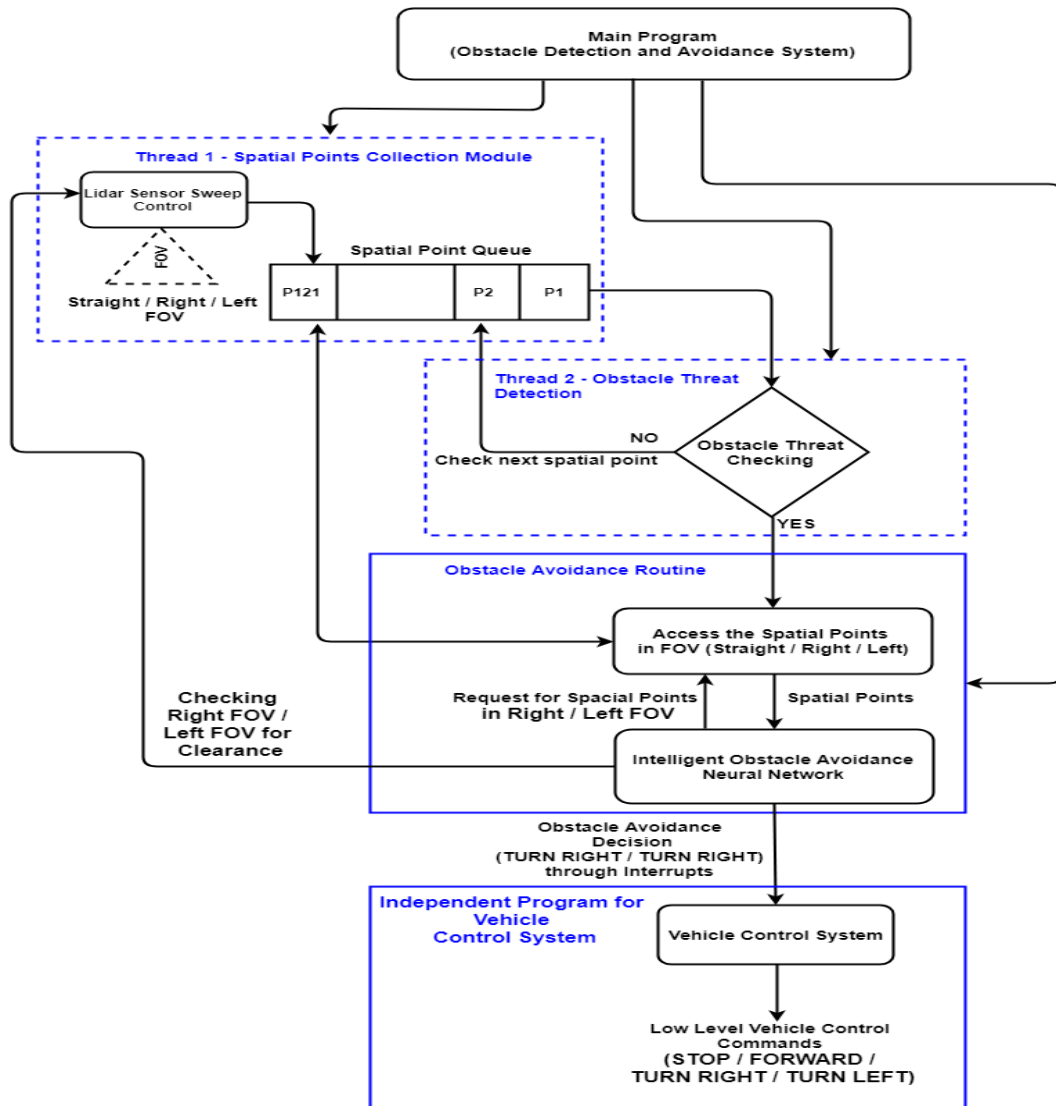 Main Program
(Obstacle Detection and Avoidance System)
Thread 1 - Spatial Points Collection Module
Lidar Sensor Sweep
Control
FOV
Straight / Right / Left
FOV
Spatial Point Queue
P121
P2
P1
Thread 2 - Obstacle Threat
Detection
NO
Check next spatial point
Obstacle Threat
Checking
YES
Obstacle Avoidance Routine
Access the Spatial Points
in FOV (Straight / Right / Left)
Checking
Right FOV /
Left FOV for
Clearance
Request for Spacial Points
in Right / Left FOV
Spatial Points
Intelligent Obstacle Avoidance
Neural Network
Obstacle Avoidance
Decision
(TURN RIGHT / TURN RIGHT)
through Interrupts
Independent Program for
Vehicle
Control System
Vehicle Control System
Low Level Vehicle Control
Commands
(STOP / FORWARD /
TURN RIGHT / TURN LEFT)